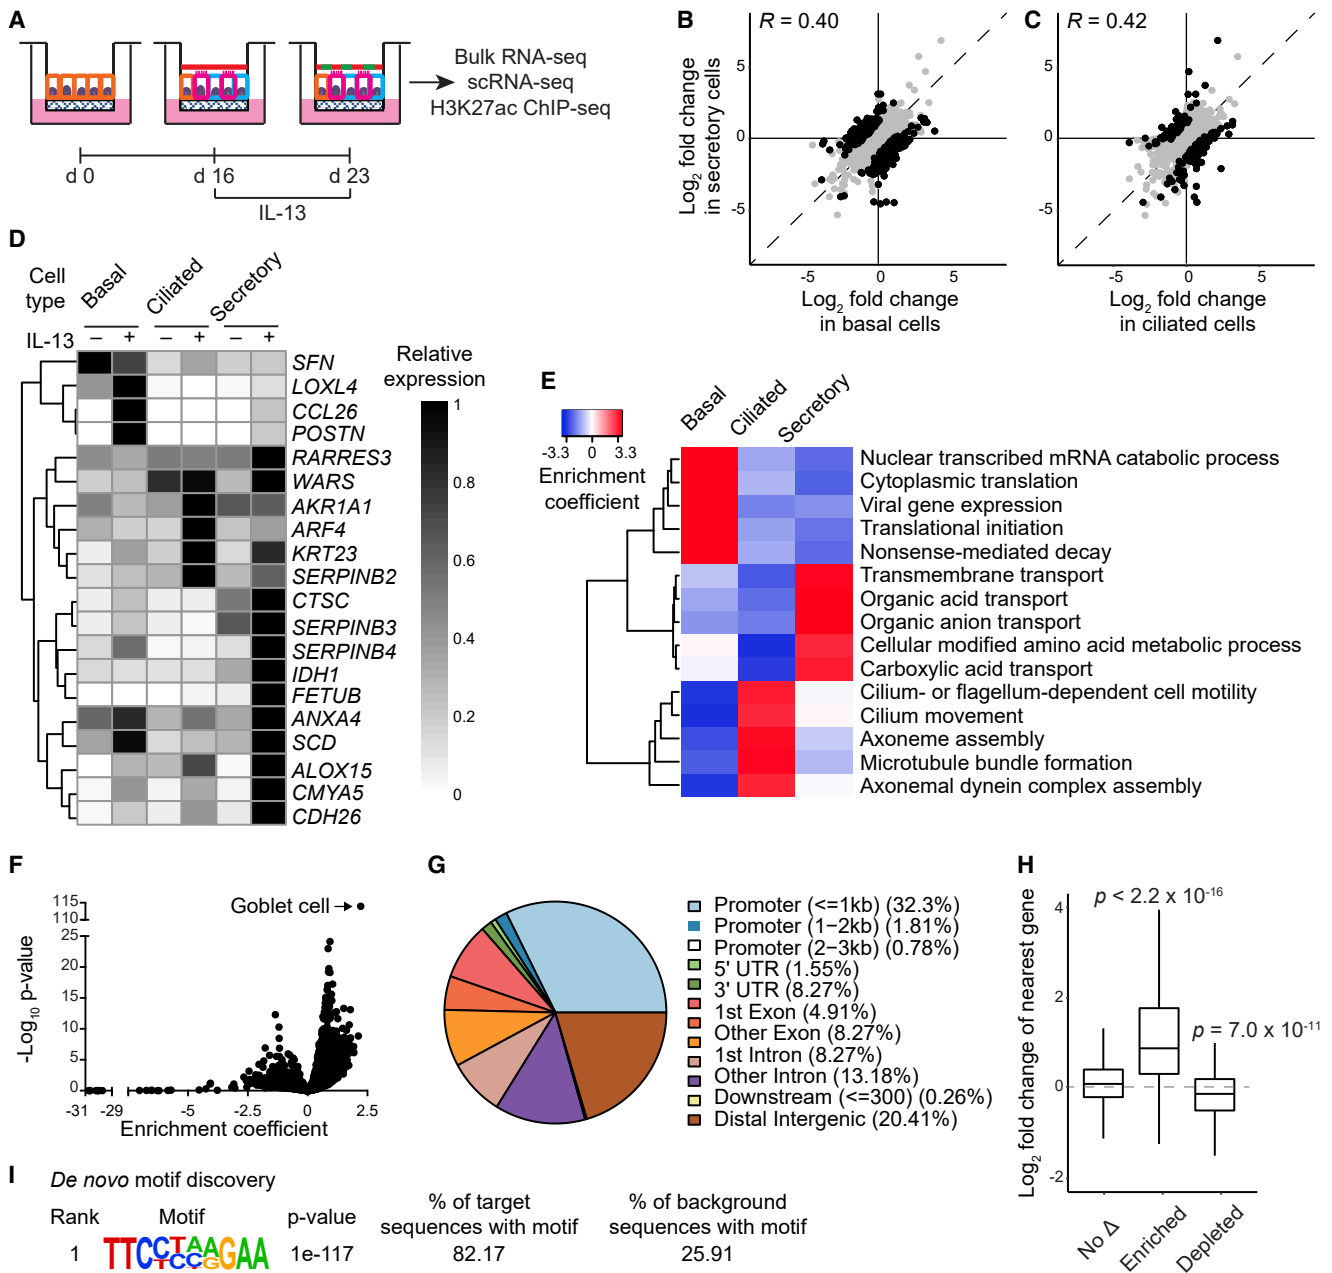 A
Bulk RNA-seq
scRNA-seq
H3K27ac ChIP-seq
d 0
d 16
d 23
IL-13
B
R = 0.40
Log2 fold change
in secretory cells
5
0
-5
-5
0
5
Log2 fold change
in basal cells
C
R = 0.42
5
0
-5
-5
0
5
Log2 fold change
in ciliated cells
D
Cell
type
Basal
Ciliated
Secretory
IL-13
– + – + – +
SFN
LOXL4
CCL26
POSTN
RARRES3
WARS
AKR1A1
ARF4
KRT23
SERPINB2
CTSC
SERPINB3
SERPINB4
IDH1
FETUB
ANXA4
SCD
ALOX15
CMYA5
CDH26
Relative
expression
1
0.8
0.6
0.4
0.2
0
E
-3.3 0 3.3
Enrichment
coefficient
Basal
Ciliated
Secretory
Nuclear transcribed mRNA catabolic process
Cytoplasmic translation
Viral gene expression
Translational initiation
Nonsense-mediated decay
Transmembrane transport
Organic acid transport
Organic anion transport
Cellular modified amino acid metabolic process
Carboxylic acid transport
Cilium- or flagellum-dependent cell motility
Cilium movement
Axoneme assembly
Microtubule bundle formation
Axonemal dynein complex assembly
F
-Log10 p-value
115
110
25
20
15
10
5
0
Goblet cell
-31 -29 -5 -2.5 0 2.5
Enrichment coefficient
G
Promoter (<=1kb) (32.3%)
Promoter (1−2kb) (1.81%)
Promoter (2−3kb) (0.78%)
5' UTR (1.55%)
3' UTR (8.27%)
1st Exon (4.91%)
Other Exon (8.27%)
1st Intron (8.27%)
Other Intron (13.18%)
Downstream (<=300) (0.26%)
Distal Intergenic (20.41%)
H
Log2 fold change of nearest gene
4
2
0
-2
p < 2.2 x 10-16
p = 7.0 x 10-11
No Δ
Enriched
Depleted
I
De novo motif discovery
Rank
Motif
p-value
% of target
sequences with motif
% of background
sequences with motif
1
TTCCTAAGAA
TCCG
1e-117
82.17
25.91